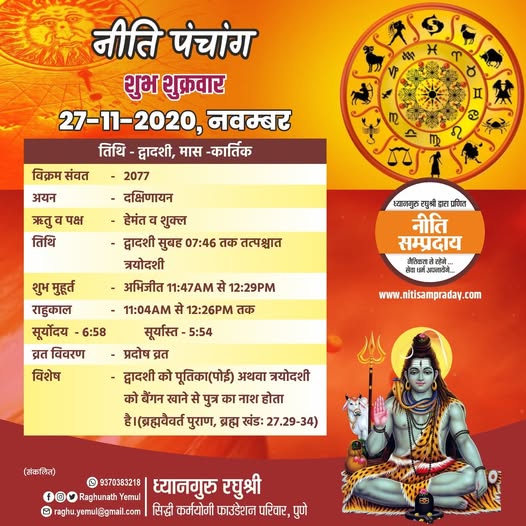 नीति पंचांग
शुभ शुक्रवार
27-11-2020, नवम्बर
तिथि - द्वादशी, मास -कार्तिक
विक्रम संवत - 2077
अयन - दक्षिणायन
ऋतु व पक्ष - हेमंत व शुक्ल
तिथि - द्वादशी सुबह 07:46 तक तत्पश्चात
त्रयोदशी
शुभ मुहूर्त - अभिजीत 11:47AM से 12:29PM
राहुकाल - 11:04AM से 12:26PM तक
सूर्योदय - 6:58 सूर्यास्त - 5:54
व्रत विवरण - प्रदोष व्रत
विशेष - द्वादशी को पूतिका(पोई) अथवा त्रयोदशी
को बैंगन खाने से पुत्र का नाश होता
है।(ब्रह्मवैवर्त पुराण, ब्रह्म खंडः 27.29-34)
ध्यानगुरु रघुश्री द्वारा प्रणित
नीति
सम्प्रदाय
नैतिकता से रहेंगे ...
सेवा धर्म अपनायेंगे...
www.nitisampraday.com
(संकलित)
9370383218
Raghunath Yemul
raghu.yemul@gmail.com
ध्यानगुरु रघुश्री
सिद्धी कर्मयोगी फाउंडेशन परिवार, पुणे